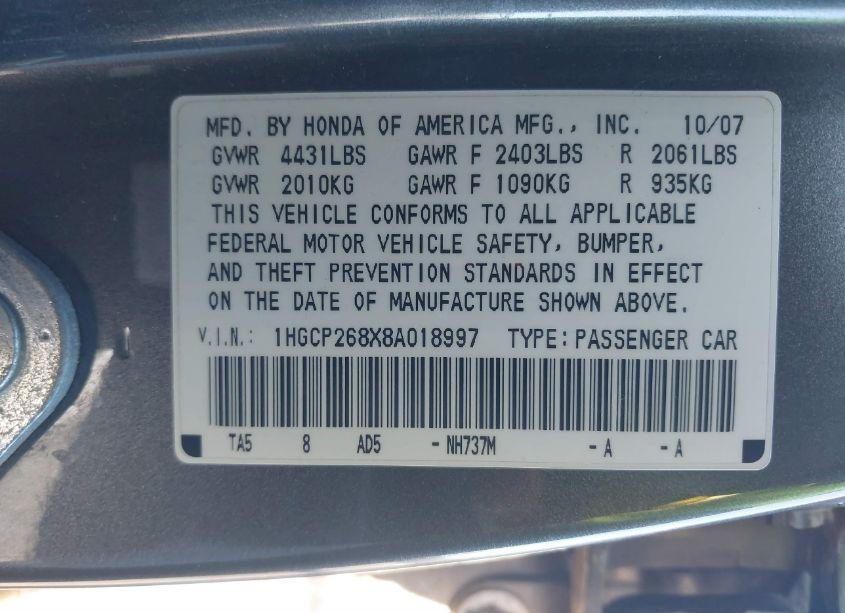 MFD. BY HONDA OF AMERICA MFG., INC. 10/07
GVWR 4431LBS GAWR F 2403LBS R 2061LBS
GVWR 2010KG GAWR F 1090KG R 935KG
THIS VEHICLE CONFORMS TO ALL APPLICABLE
FEDERAL MOTOR VEHICLE SAFETY, BUMPER,
AND THEFT PREVENTION STANDARDS IN EFFECT
ON THE DATE OF MANUFACTURE SHOWN ABOVE.
V.I.N.: 1HGCP268X8A018997 TYPE: PASSENGER CAR
TA5 8 AD5 -NH737M -A -A